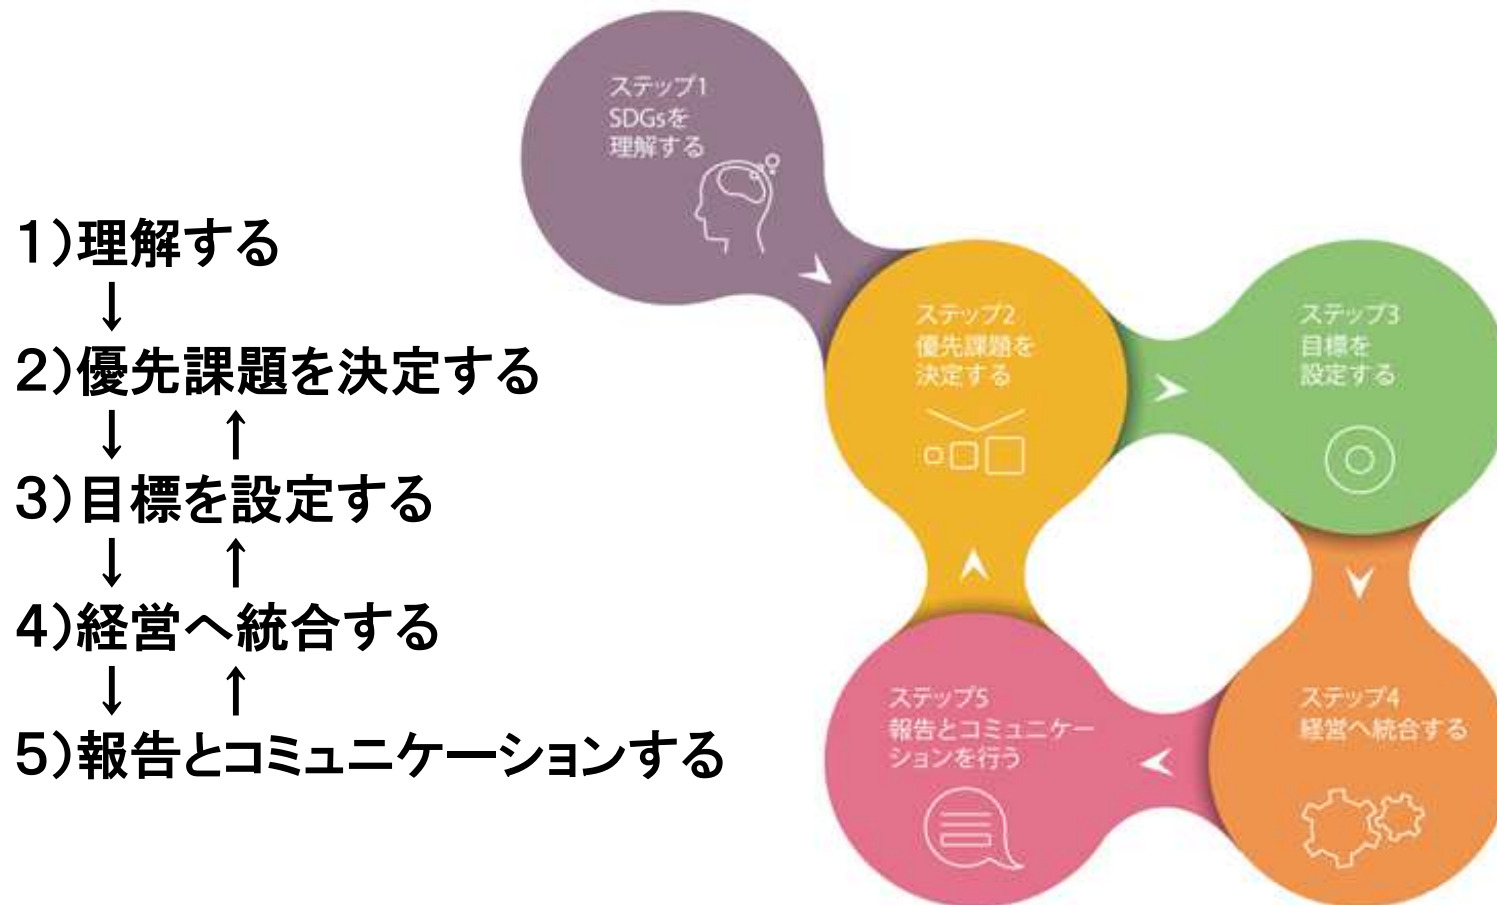 1)理解する
↓
2)優先課題を決定する
↓ ↑
3)目標を設定する
↓ ↑
4)経営へ統合する
↓ ↑
5)報告とコミュニケーションする
ステップ1
SDGsを
理解する
ステップ2
優先課題を
決定する
ステップ3
目標を
設定する
ステップ4
経営へ統合する
ステップ5
報告とコミュニケー
ションを行う